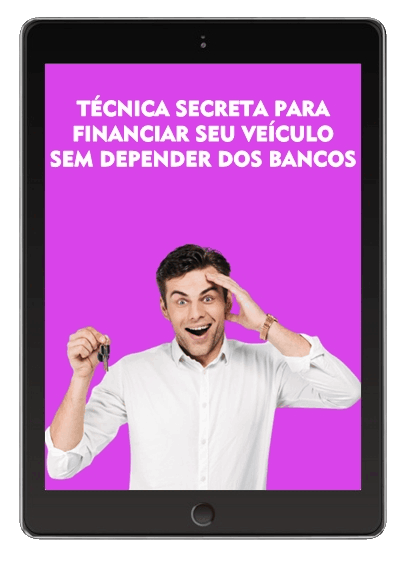 TÉCNICA SECRETA PARA
FINANCIAR SEU VEÍCULO
SEM DEPENDER DOS BANCOS